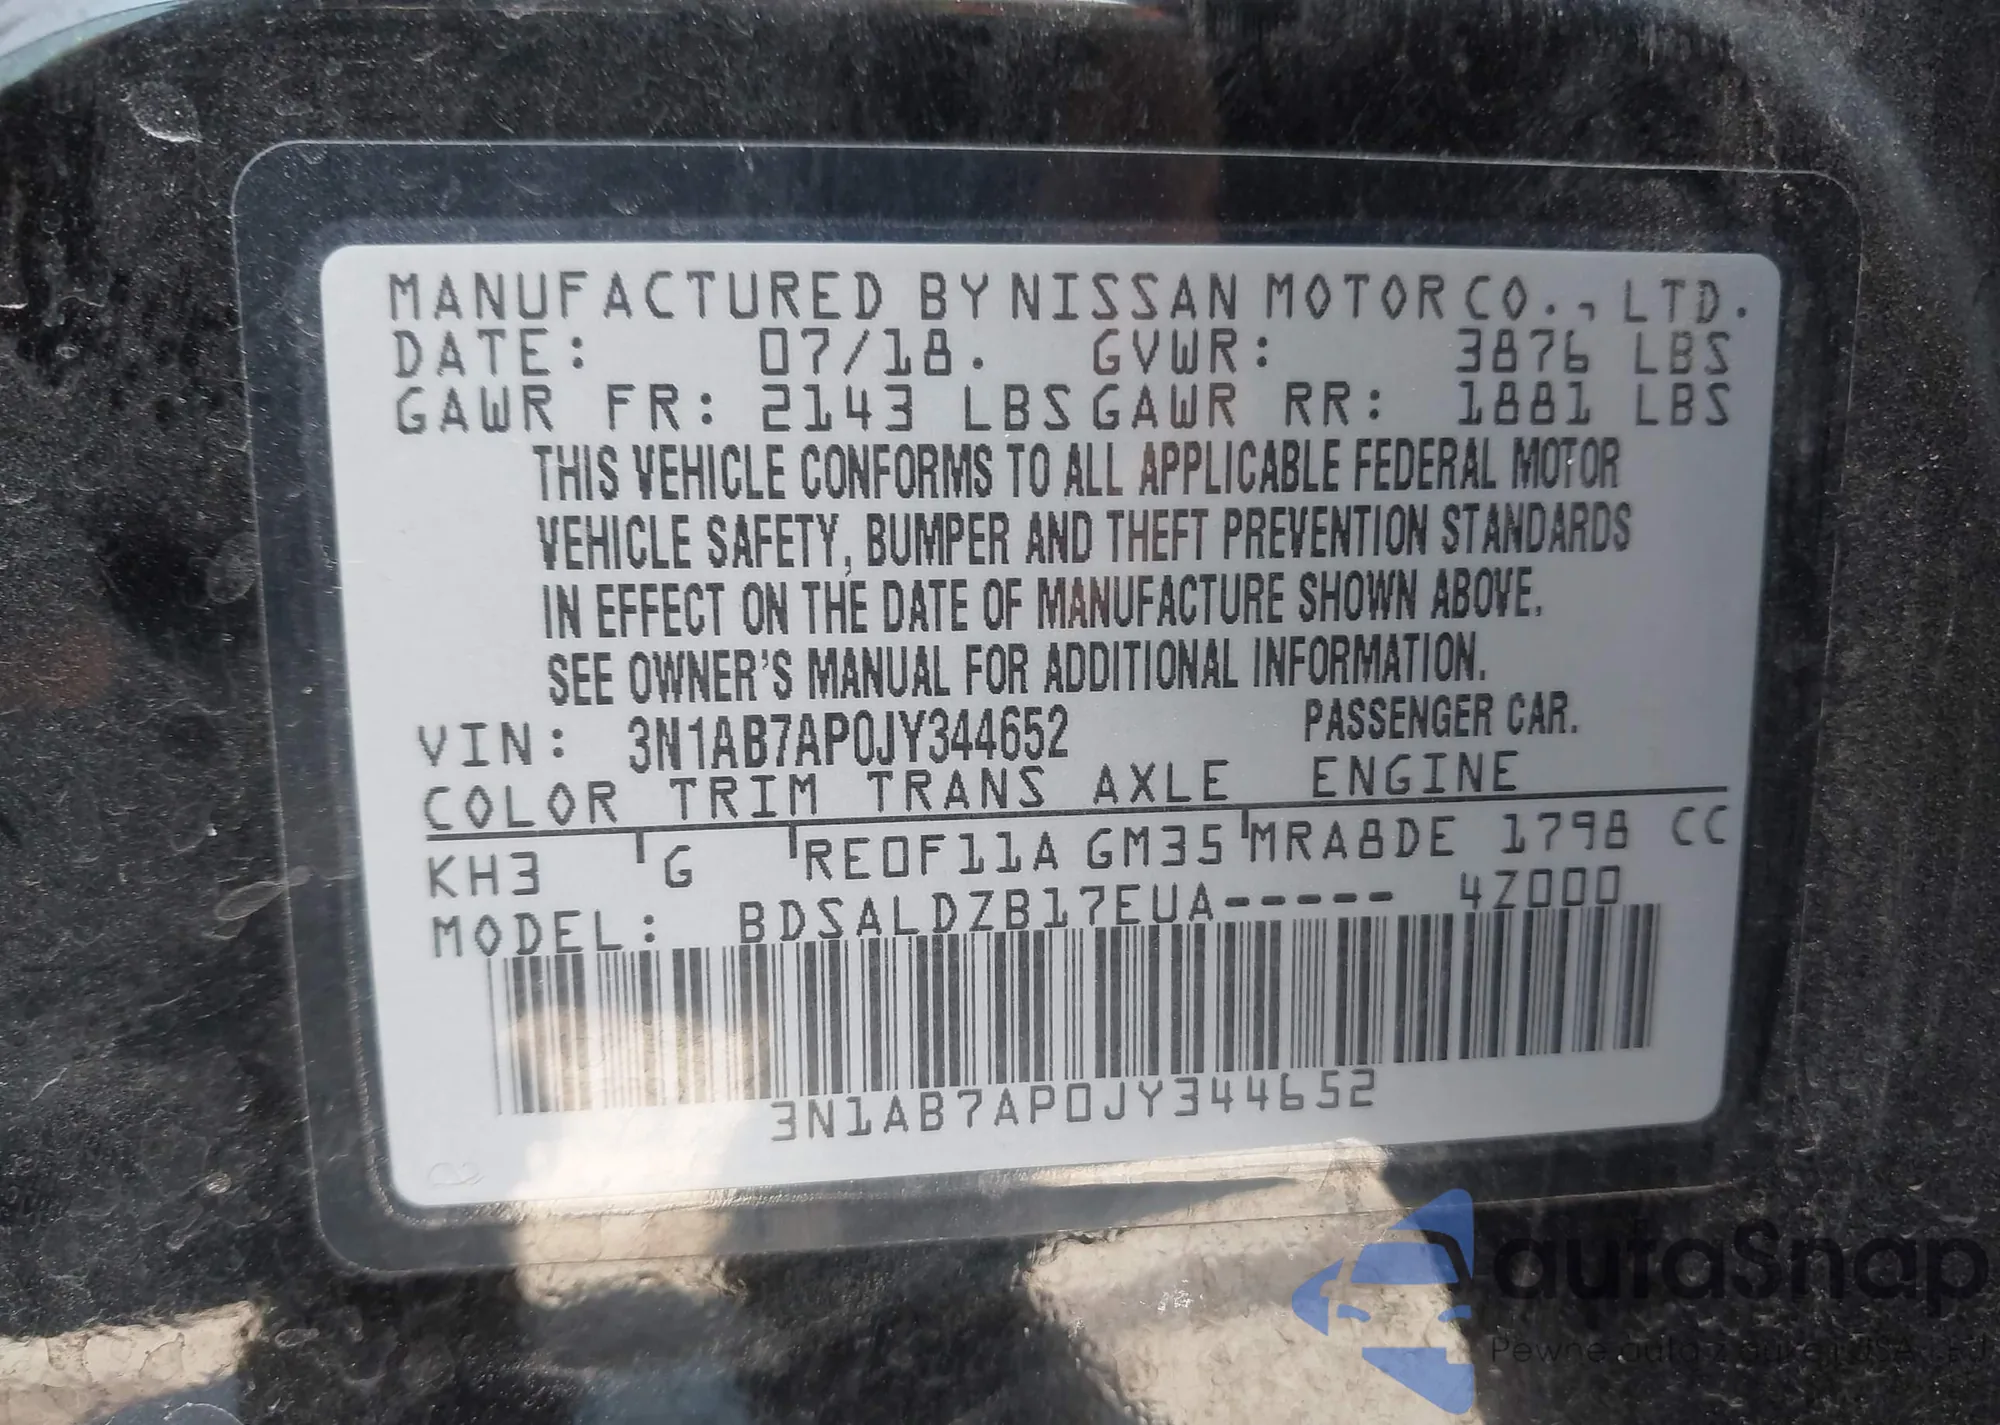 MANUFACTURED BY NISSAN MOTOR CO., LTD.
DATE: 07/18. GVWR: 3876 LBS
GAWR FR: 2143 LBS GAWR RR: 1881 LBS
THIS VEHICLE CONFORMS TO ALL APPLICABLE FEDERAL MOTOR
VEHICLE SAFETY, BUMPER AND THEFT PREVENTION STANDARDS
IN EFFECT ON THE DATE OF MANUFACTURE SHOWN ABOVE.
SEE OWNER'S MANUAL FOR ADDITIONAL INFORMATION.
VIN: 3N1AB7AP0JY344652 PASSENGER CAR.
COLOR TRIM TRANS AXLE ENGINE
KH3 G RE0F11A GM35 MRA8DE 1798 CC
MODEL: BDSALDZB17EUA----- 4Z000
3N1AB7AP0JY344652
autoSnap
Pewne auta z